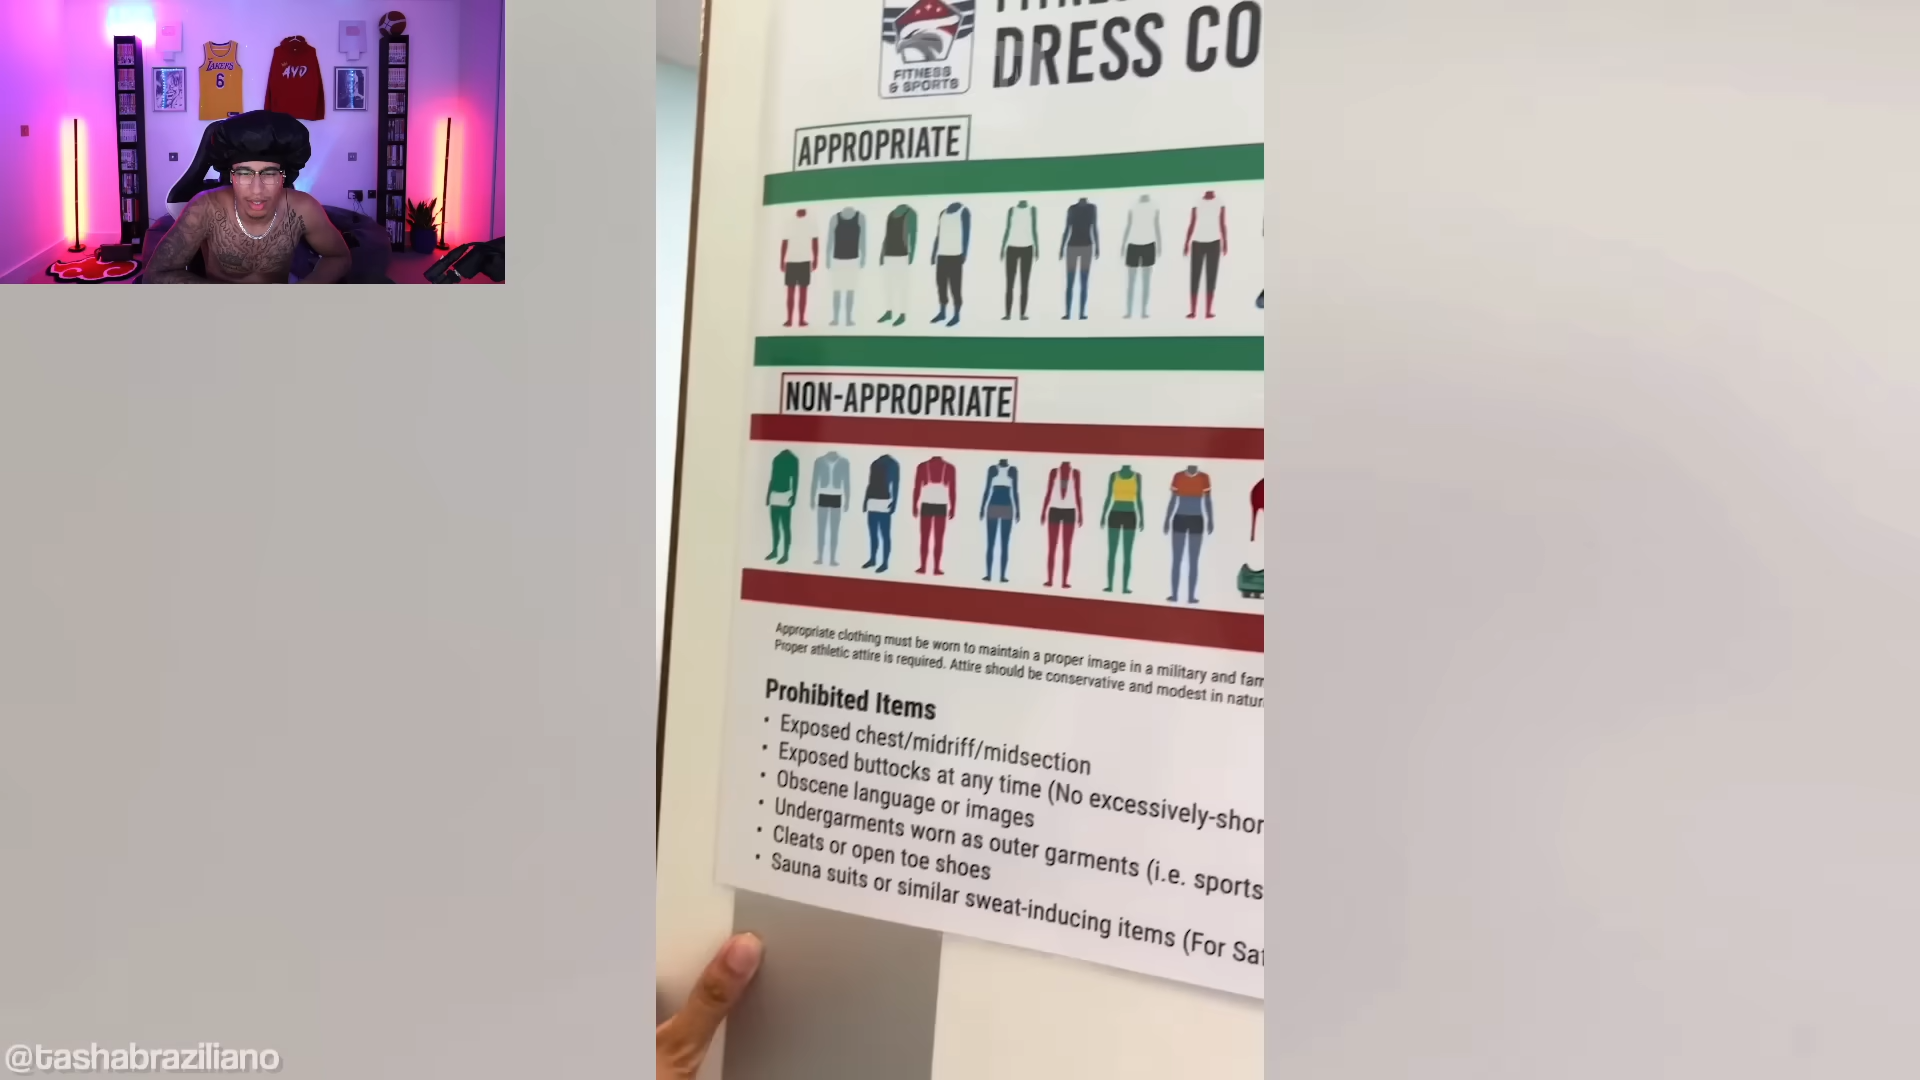 LAKERS
6
AYO
FITNESS
& SPORTS
DRESS CO
APPROPRIATE
NON-APPROPRIATE
Appropriate clothing must be worn to maintain a proper image in a military and fam
Proper athletic attire is required. Attire should be conservative and modest in natur
Prohibited Items
• Exposed chest/midriff/midsection
• Exposed buttocks at any time (No excessively-shor
• Obscene language or images
• Undergarments worn as outer garments (i.e. sports
• Cleats or open toe shoes
• Sauna suits or similar sweat-inducing items (For Saf
@tashabraziliano